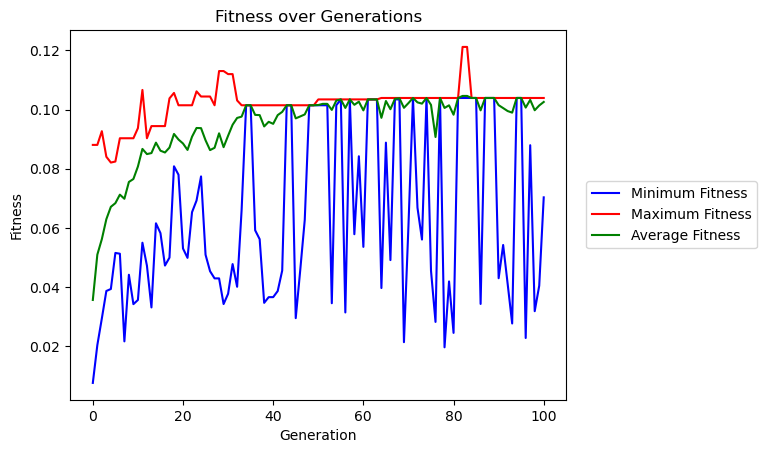 Fitness over Generations
0.12
0.10
0.08
0.06
0.04
0.02
Fitness
0 20 40 60 80 100
Generation
Minimum Fitness
Maximum Fitness
Average Fitness